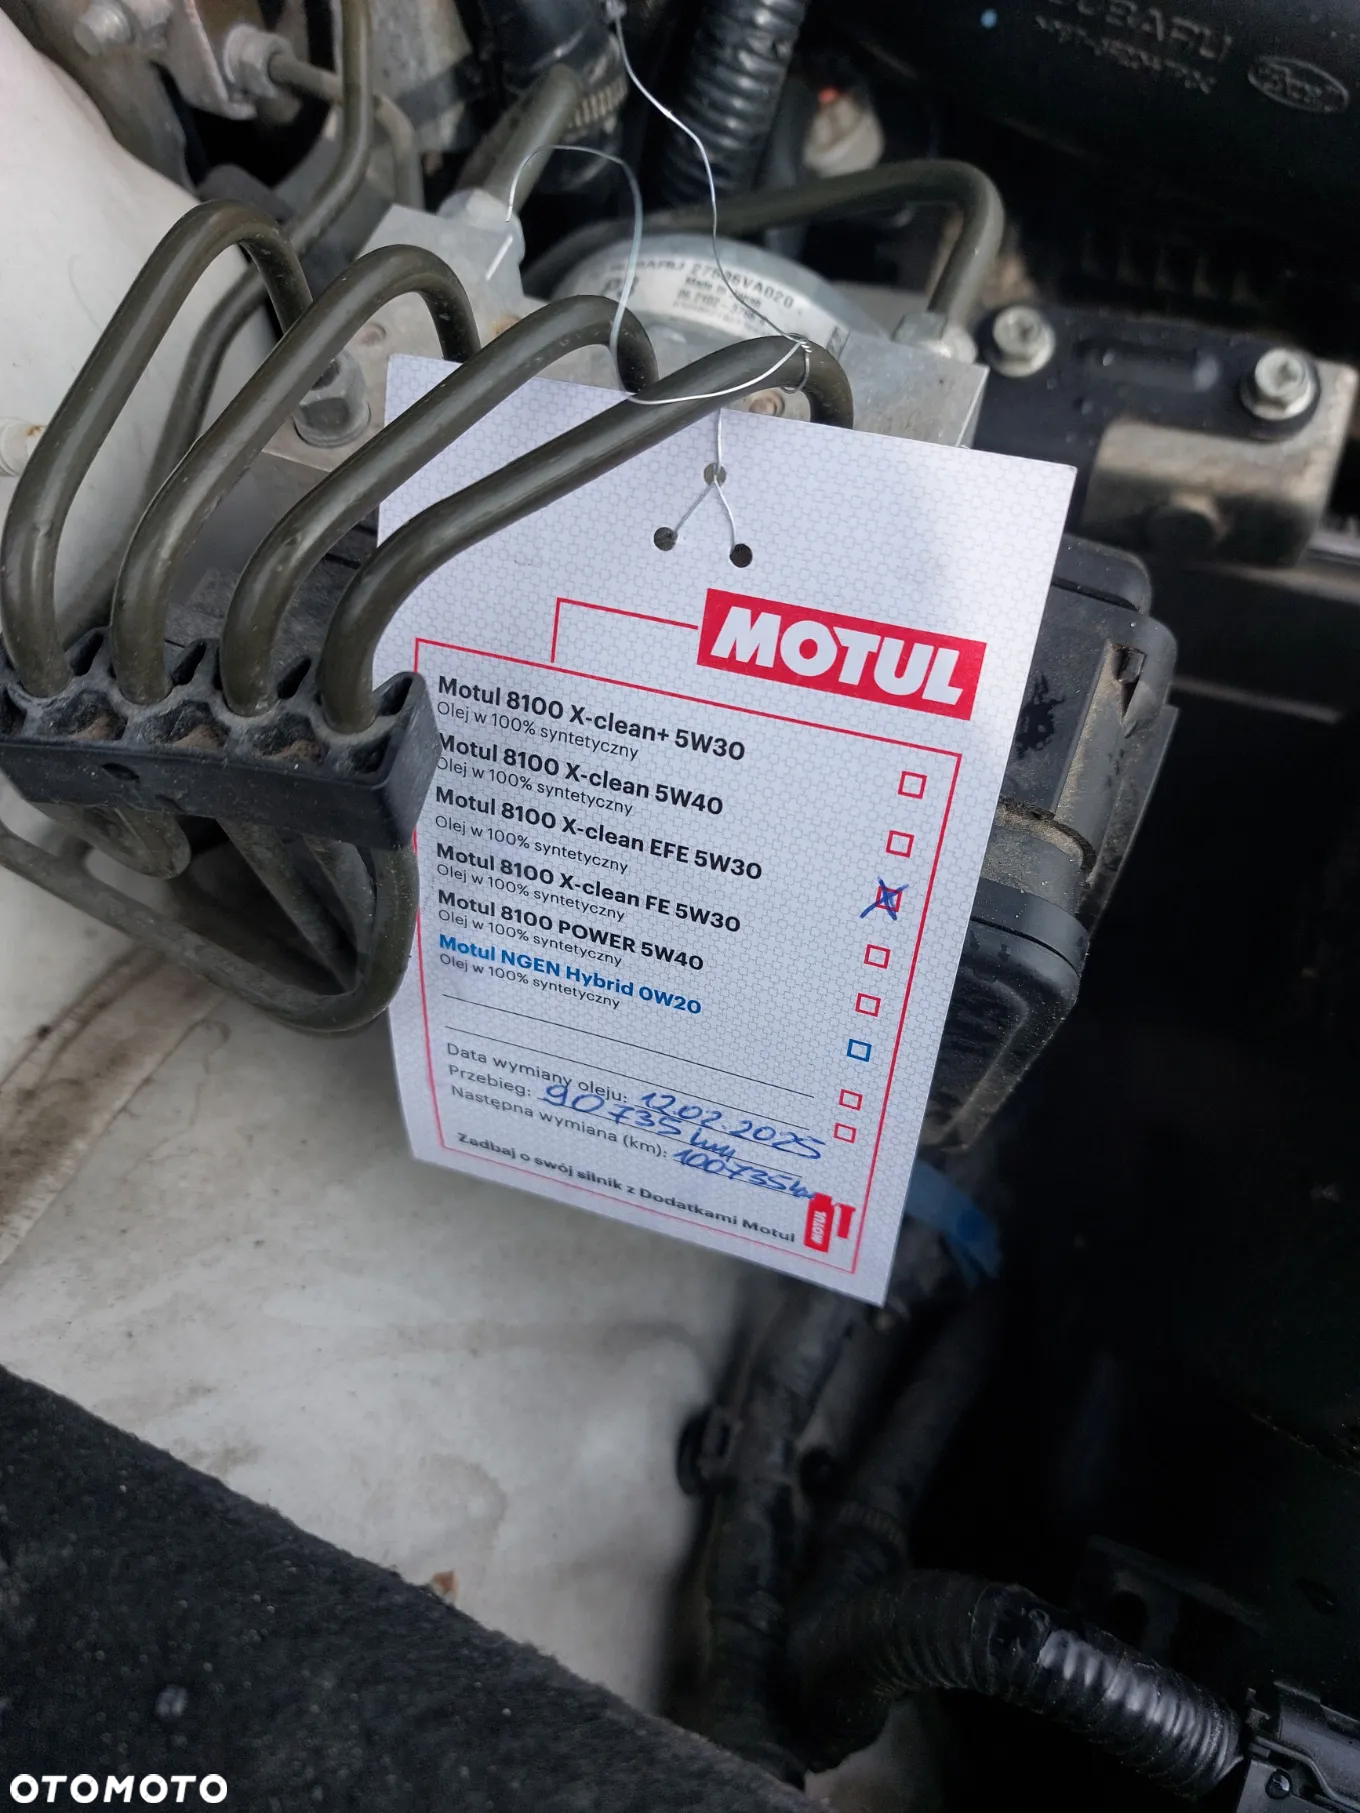 SUBARU
27596VA020
MOTUL
Motul 8100 X-clean+ 5W30
Olej w 100% syntetyczny
Motul 8100 X-clean 5W40
Olej w 100% syntetyczny
Motul 8100 X-clean EFE 5W30
Olej w 100% syntetyczny
Motul 8100 X-clean FE 5W30
Olej w 100% syntetyczny
Motul 8100 POWER 5W40
Olej w 100% syntetyczny
Motul NGEN Hybrid 0W20
Olej w 100% syntetyczny
Data wymiany oleju: 12.02.2025
Przebieg: 90735 km
Następna wymiana (km): 100735 km
Zadbaj o swój silnik z Dodatkami Motul
MOTUL
OTOMOTO